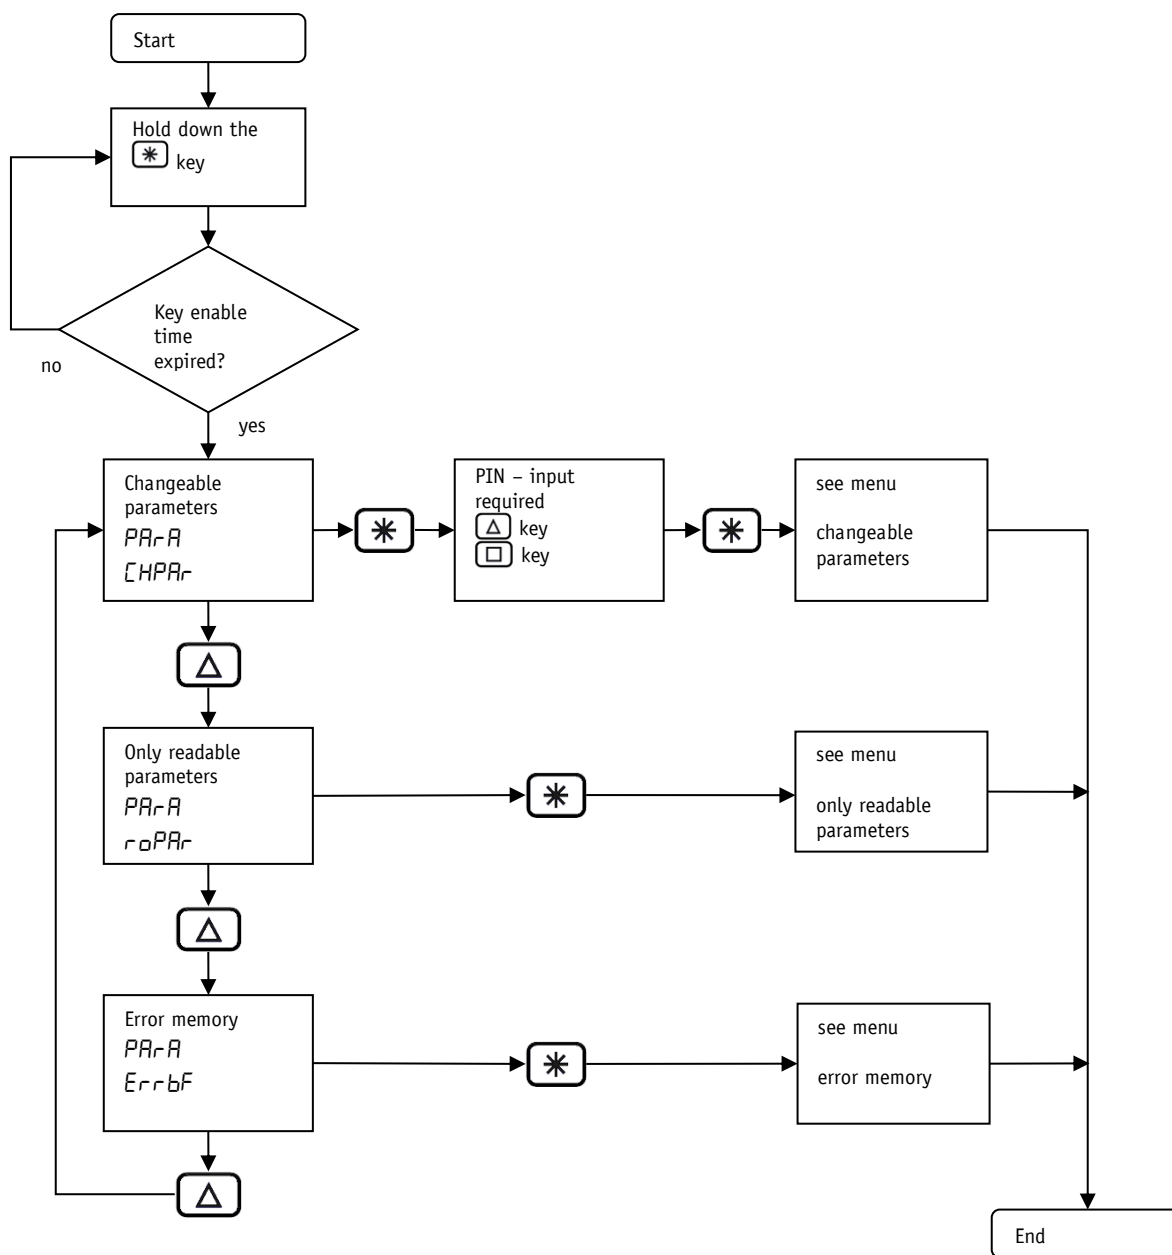 Start
Hold down the
key
Key enable
time
expired?
no
yes
Changeable
parameters
PArA
CHPAr
PIN – input
required
key
key
see menu
changeable
parameters
Only readable
parameters
PArA
roPAr
see menu
only readable
parameters
Error memory
PArA
ErrbF
see menu
error memory
End